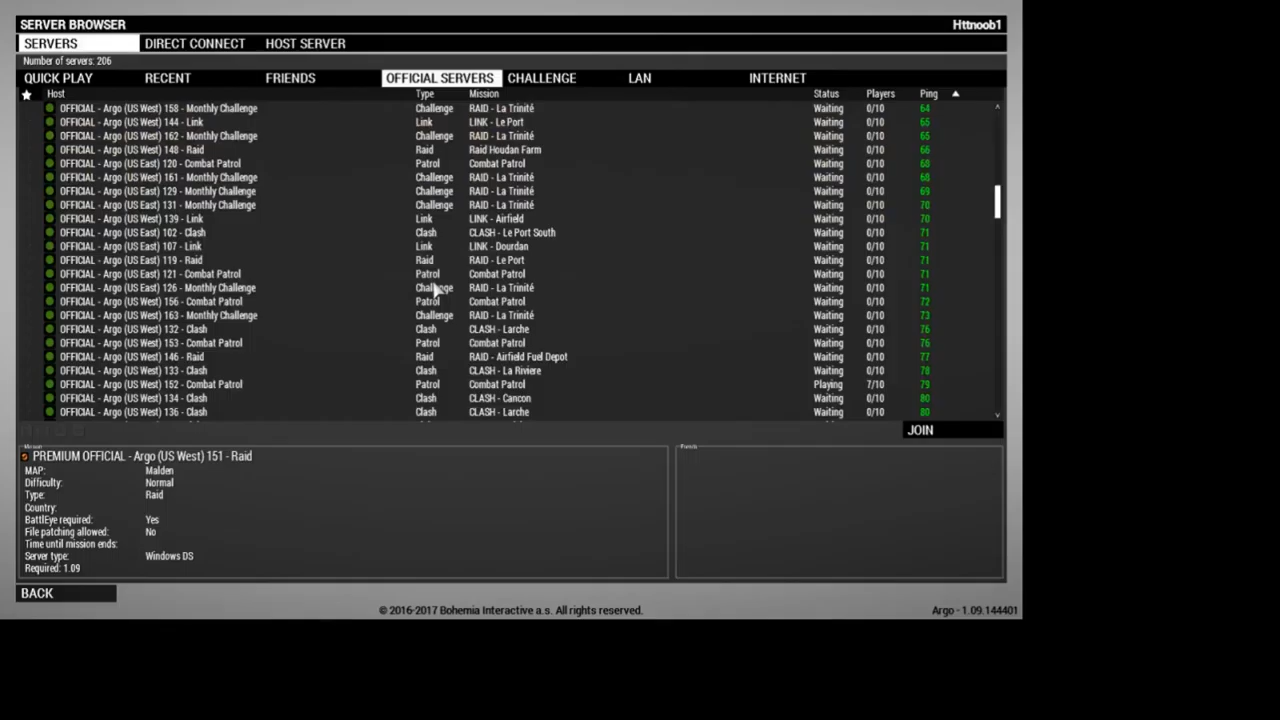 SERVER BROWSER Httnoob1
SERVERS DIRECT CONNECT HOST SERVER
Number of servers: 206
QUICK PLAY RECENT FRIENDS OFFICIAL SERVERS CHALLENGE LAN INTERNET
Host Type Mission Status Players Ping
OFFICIAL - Argo (US West) 158 - Monthly Challenge Challenge RAID - La Trinité Waiting 0/10 64
OFFICIAL - Argo (US West) 144 - Link Link LINK - Le Port Waiting 0/10 65
OFFICIAL - Argo (US West) 162 - Monthly Challenge Challenge RAID - La Trinité Waiting 0/10 65
OFFICIAL - Argo (US West) 148 - Raid Raid Raid Houdan Farm Waiting 0/10 66
OFFICIAL - Argo (US East) 120 - Combat Patrol Patrol Combat Patrol Waiting 0/10 68
OFFICIAL - Argo (US West) 161 - Monthly Challenge Challenge RAID - La Trinité Waiting 0/10 68
OFFICIAL - Argo (US East) 129 - Monthly Challenge Challenge RAID - La Trinité Waiting 0/10 69
OFFICIAL - Argo (US East) 131 - Monthly Challenge Challenge RAID - La Trinité Waiting 0/10 70
OFFICIAL - Argo (US West) 139 - Link Link LINK - Airfield Waiting 0/10 70
OFFICIAL - Argo (US East) 102 - Clash Clash CLASH - Le Port South Waiting 0/10 71
OFFICIAL - Argo (US East) 107 - Link Link LINK - Dourdan Waiting 0/10 71
OFFICIAL - Argo (US East) 119 - Raid Raid RAID - Le Port Waiting 0/10 71
OFFICIAL - Argo (US East) 121 - Combat Patrol Patrol Combat Patrol Waiting 0/10 71
OFFICIAL - Argo (US East) 126 - Monthly Challenge Challenge RAID - La Trinité Waiting 0/10 71
OFFICIAL - Argo (US West) 156 - Combat Patrol Patrol Combat Patrol Waiting 0/10 72
OFFICIAL - Argo (US West) 163 - Monthly Challenge Challenge RAID - La Trinité Waiting 0/10 73
OFFICIAL - Argo (US West) 132 - Clash Clash CLASH - Larche Waiting 0/10 76
OFFICIAL - Argo (US West) 153 - Combat Patrol Patrol Combat Patrol Waiting 0/10 76
OFFICIAL - Argo (US West) 146 - Raid Raid RAID - Airfield Fuel Depot Waiting 0/10 77
OFFICIAL - Argo (US West) 133 - Clash Clash CLASH - La Riviere Waiting 0/10 78
OFFICIAL - Argo (US West) 152 - Combat Patrol Patrol Combat Patrol Playing 7/10 79
OFFICIAL - Argo (US West) 134 - Clash Clash CLASH - Cancon Waiting 0/10 80
OFFICIAL - Argo (US West) 136 - Clash Clash CLASH - Larche Waiting 0/10 80
JOIN
PREMIUM OFFICIAL - Argo (US West) 151 - Raid
MAP: Malden
Difficulty: Normal
Type: Raid
Country:
BattlEye required: Yes
File patching allowed: No
Time until mission ends:
Server type: Windows DS
Required: 1.09
BACK
© 2016-2017 Bohemia Interactive a.s. All rights reserved. Argo - 1.09.144401